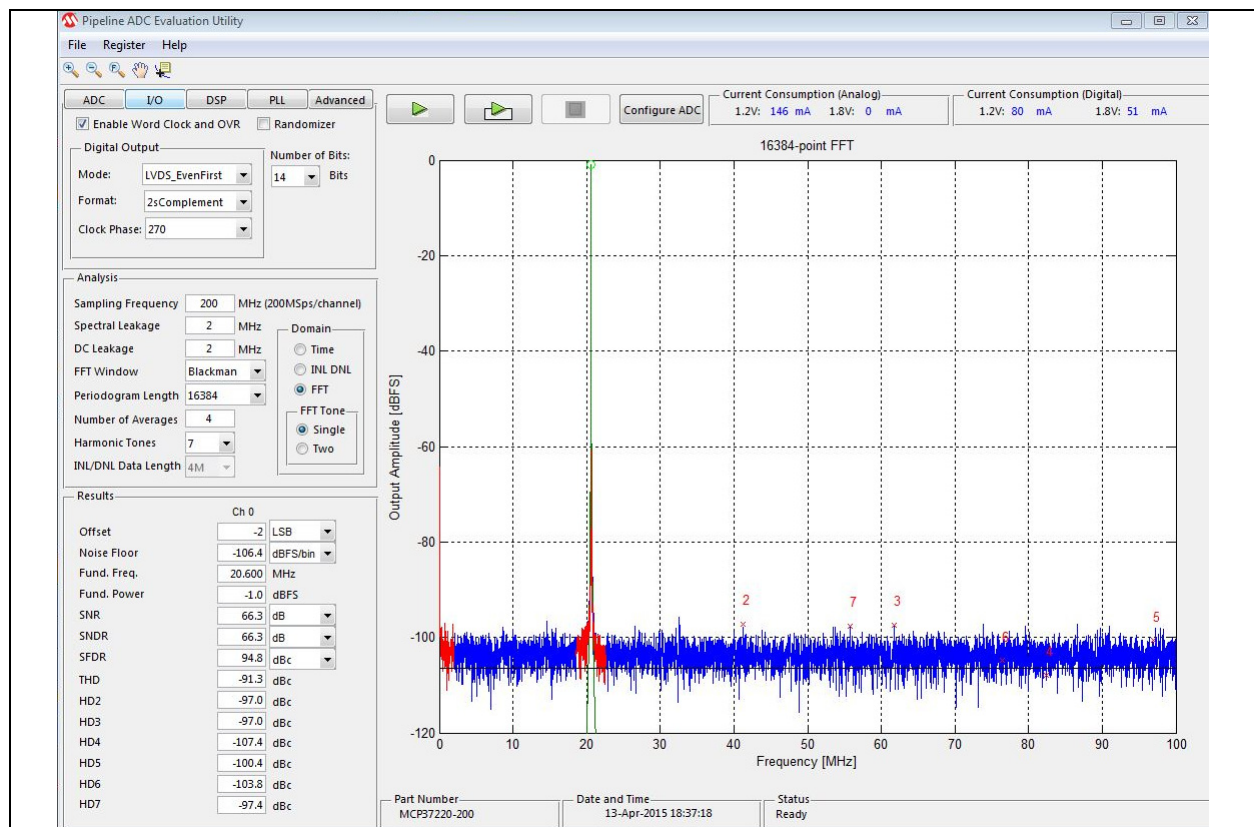 Pipeline ADC Evaluation Utility
File Register Help
ADC I/O DSP PLL Advanced
Enable Word Clock and OVR Randomizer
Digital Output
Mode: LVDS_EvenFirst
Format: 2sComplement
Clock Phase: 270
Number of Bits:
14 Bits
Configure ADC
Current Consumption (Analog)
1.2V: 146 mA 1.8V: 0 mA
Current Consumption (Digital)
1.2V: 80 mA 1.8V: 51 mA
Analysis
Sampling Frequency 200 MHz (200MSps/channel)
Spectral Leakage 2 MHz
DC Leakage 2 MHz
FFT Window Blackman
Periodogram Length 16384
Number of Averages 4
Harmonic Tones 7
INL/DNL Data Length 4M
Domain
Time
INL DNL
FFT
FFT Tone
Single
Two
Results
Ch 0
Offset -2 LSB
Noise Floor -106.4 dBFS/bin
Fund. Freq. 20.600 MHz
Fund. Power -1.0 dBFS
SNR 66.3 dB
SNDR 66.3 dB
SFDR 94.8 dBc
THD -91.3 dBc
HD2 -97.0 dBc
HD3 -97.0 dBc
HD4 -107.4 dBc
HD5 -100.4 dBc
HD6 -103.8 dBc
HD7 -97.4 dBc
16384-point FFT
Output Amplitude [dBFS]
0
-20
-40
-60
-80
-100
-120
2 7 3 5
6 4
0 10 20 30 40 50 60 70 80 90 100
Frequency [MHz]
Part Number
MCP37220-200
Date and Time
13-Apr-2015 18:37:18
Status
Ready